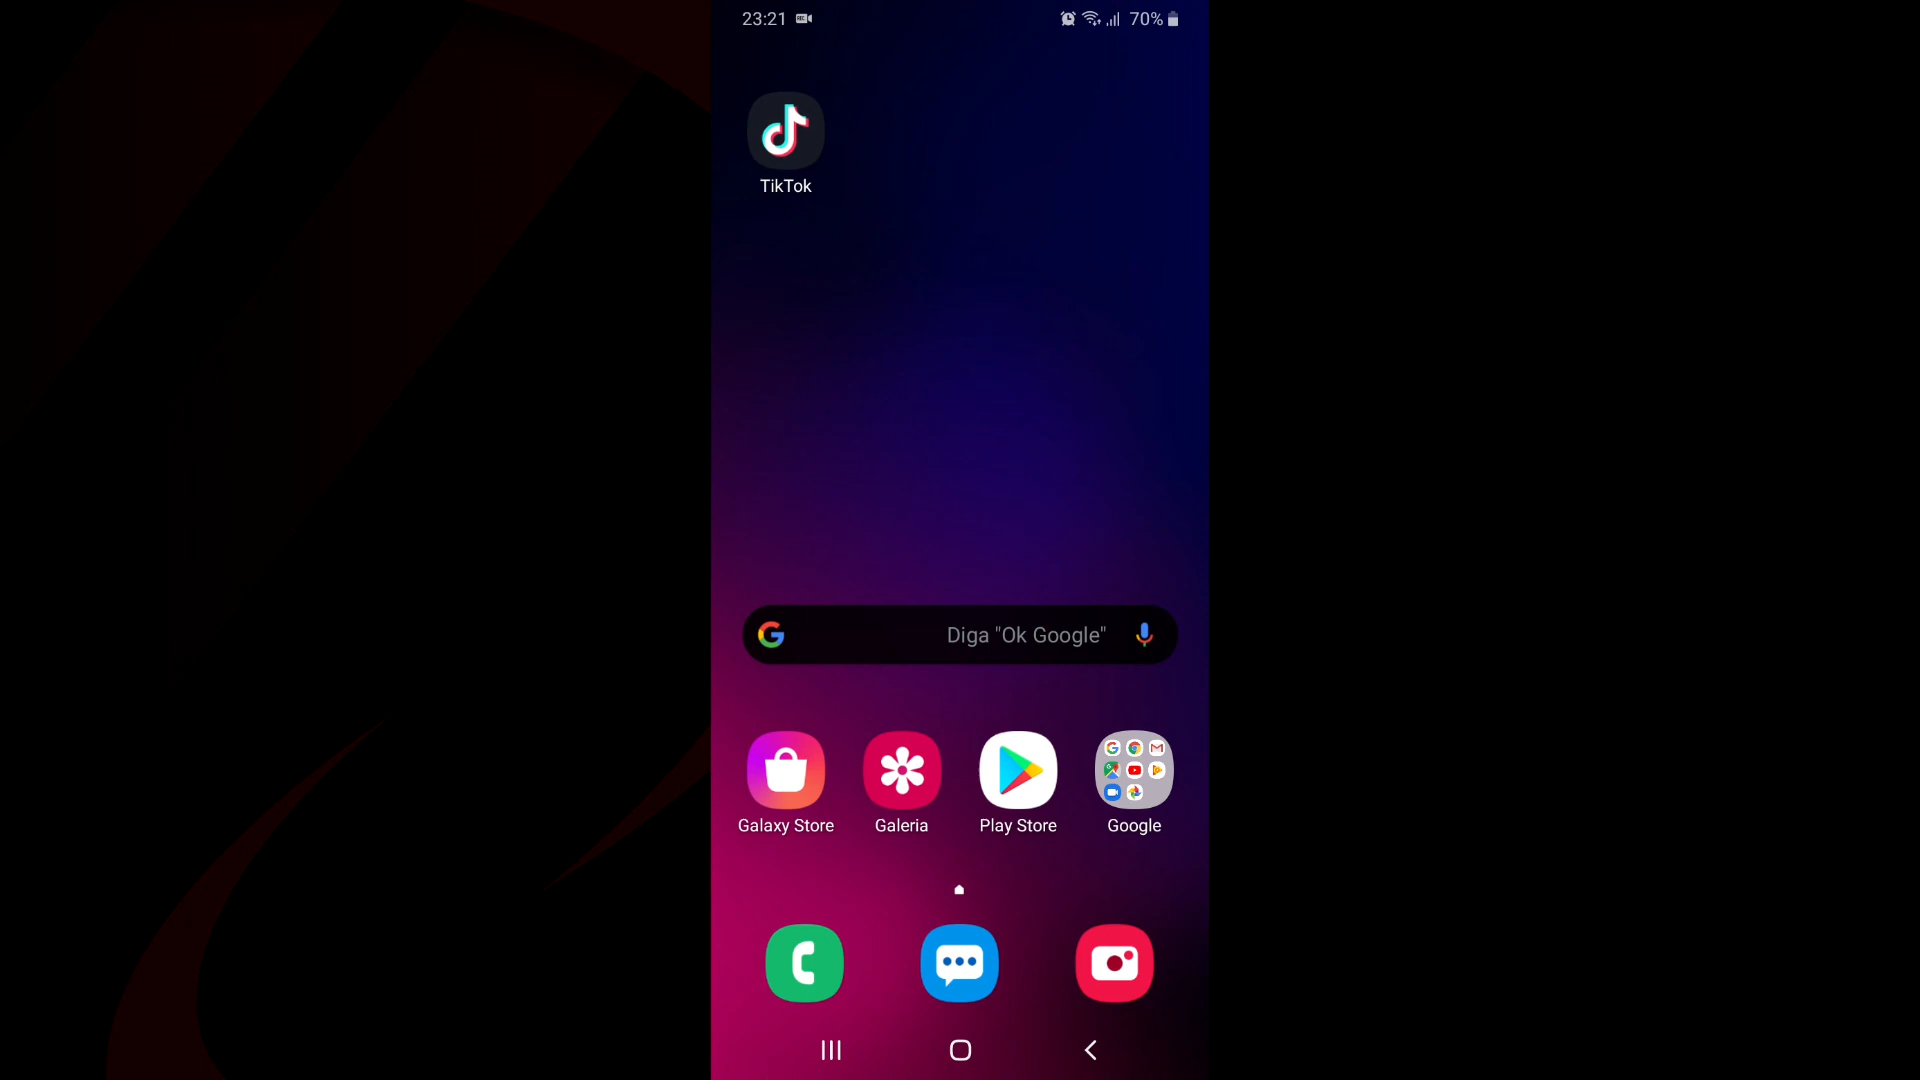 23:21
70%
TikTok
Diga "Ok Google"
Galaxy Store
Galeria
Play Store
Google